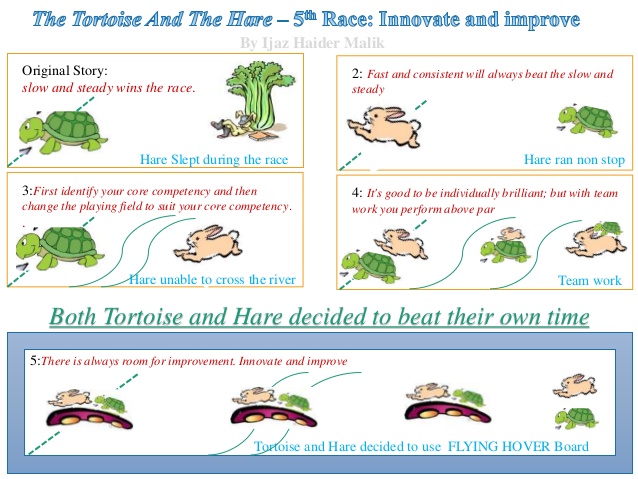 The Tortoise And The Hare – 5th Race: Innovate and improve
By Ijaz Haider Malik
Original Story:
slow and steady wins the race.
Hare Slept during the race
2: Fast and consistent will always beat the slow and
steady
Hare ran non stop
3:First identify your core competency and then
change the playing field to suit your core competency.
.
Hare unable to cross the river
4: It's good to be individually brilliant; but with team
work you perform above par
Team work
Both Tortoise and Hare decided to beat their own time
5:There is always room for improvement. Innovate and improve
Tortoise and Hare decided to use FLYING HOVER Board